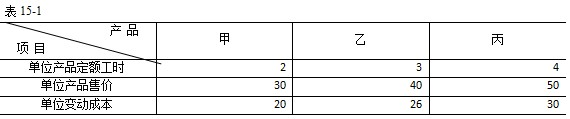 表 15-1
产 品
项 目
甲 乙 丙
单位产品定额工时 2 3 4
单位产品售价 30 40 50
单位变动成本 20 26 30